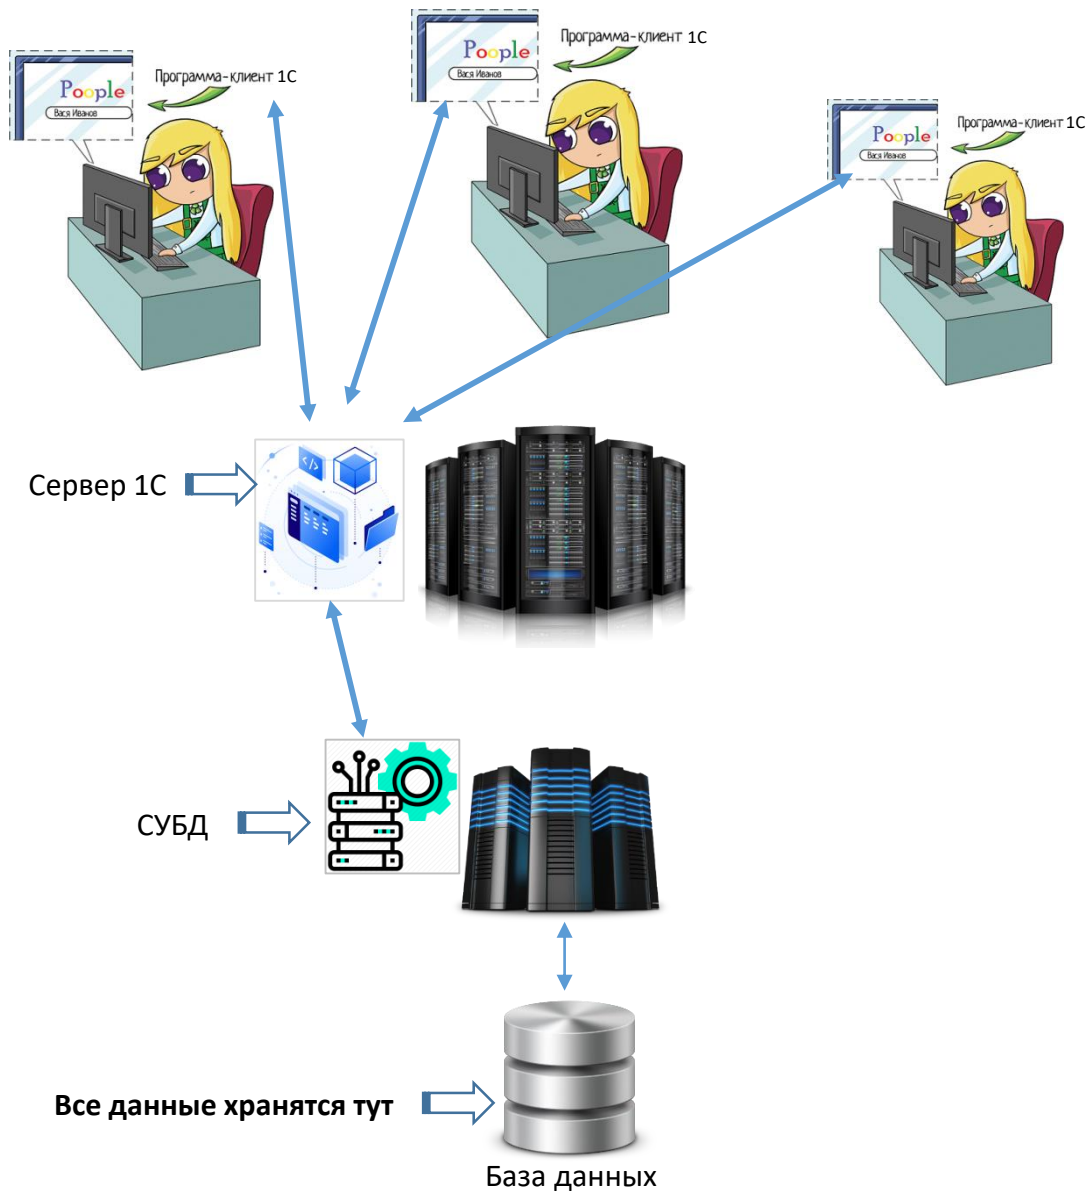 Poople
Вася Иванов
Программа-клиент 1С
Poople
Вася Иванов
Программа-клиент 1С
Poople
Вася Иванов
Программа-клиент 1С
Сервер 1С
</>
СУБД
Все данные хранятся тут
База данных